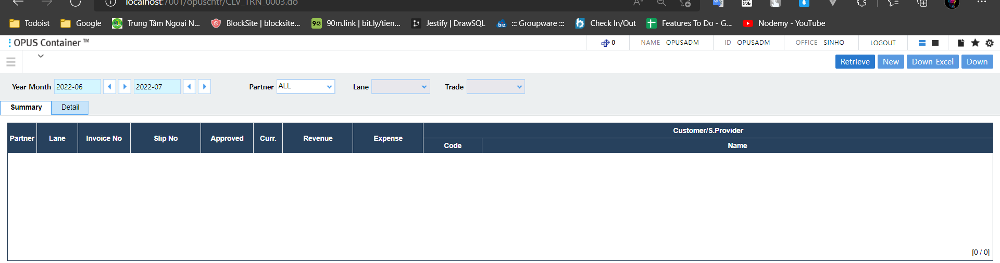 localhost:7001/opuschtr/CLV_TRN_0003.do
Todoist Google Trung Tâm Ngoại N... BlockSite | blocksite... 90m.link | bit.ly/tien... Jestify | DrawSQL ::: Groupware ::: Check In/Out Features To Do - G... Nodemy - YouTube
OPUS Container ™ 0 NAME OPUSADM ID OPUSADM OFFICE SINHO LOGOUT
Retrieve New Down Excel Down
Year Month 2022-06 2022-07 Partner ALL Lane Trade
Summary Detail
Partner Lane Invoice No Slip No Approved Curr. Revenue Expense Customer/S.Provider
Code Name
[0 / 0]